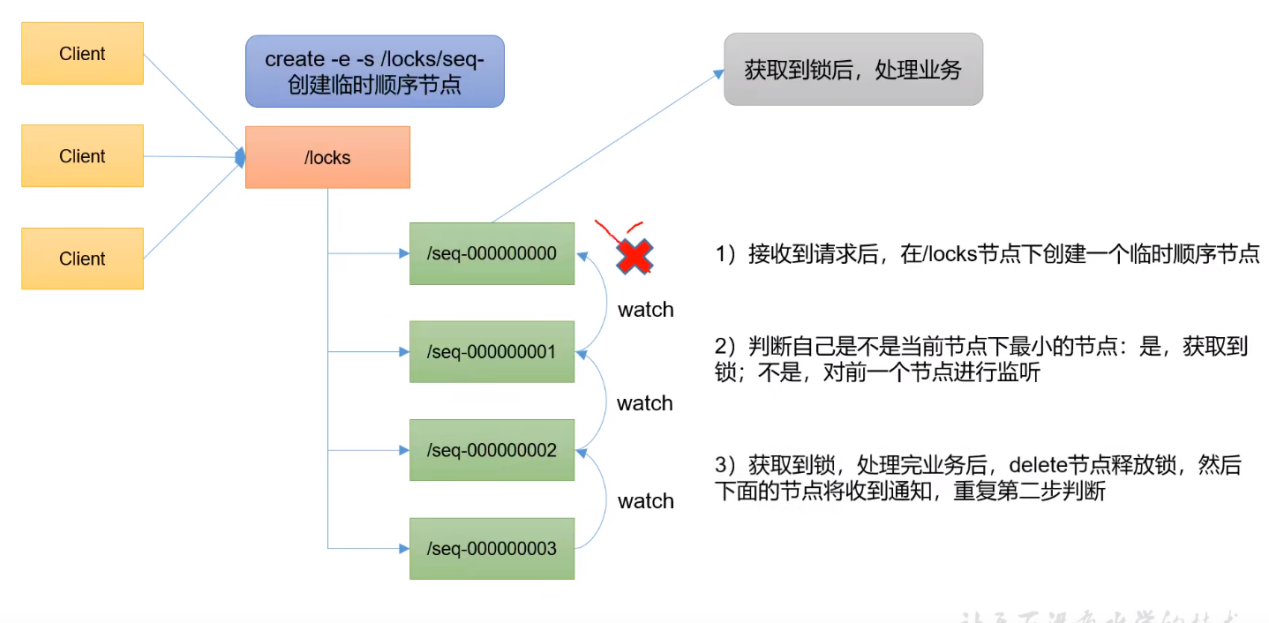 Client
create -e -s /locks/seq-
创建临时顺序节点
获取到锁后，处理业务
Client
/locks
Client
/seq-000000000
1）接收到请求后，在/locks节点下创建一个临时顺序节点
watch
/seq-000000001
2）判断自己是不是当前节点下最小的节点：是，获取到
锁；不是，对前一个节点进行监听
watch
/seq-000000002
3）获取到锁，处理完业务后，delete节点释放锁，然后
下面的节点将收到通知，重复第二步判断
watch
/seq-000000003